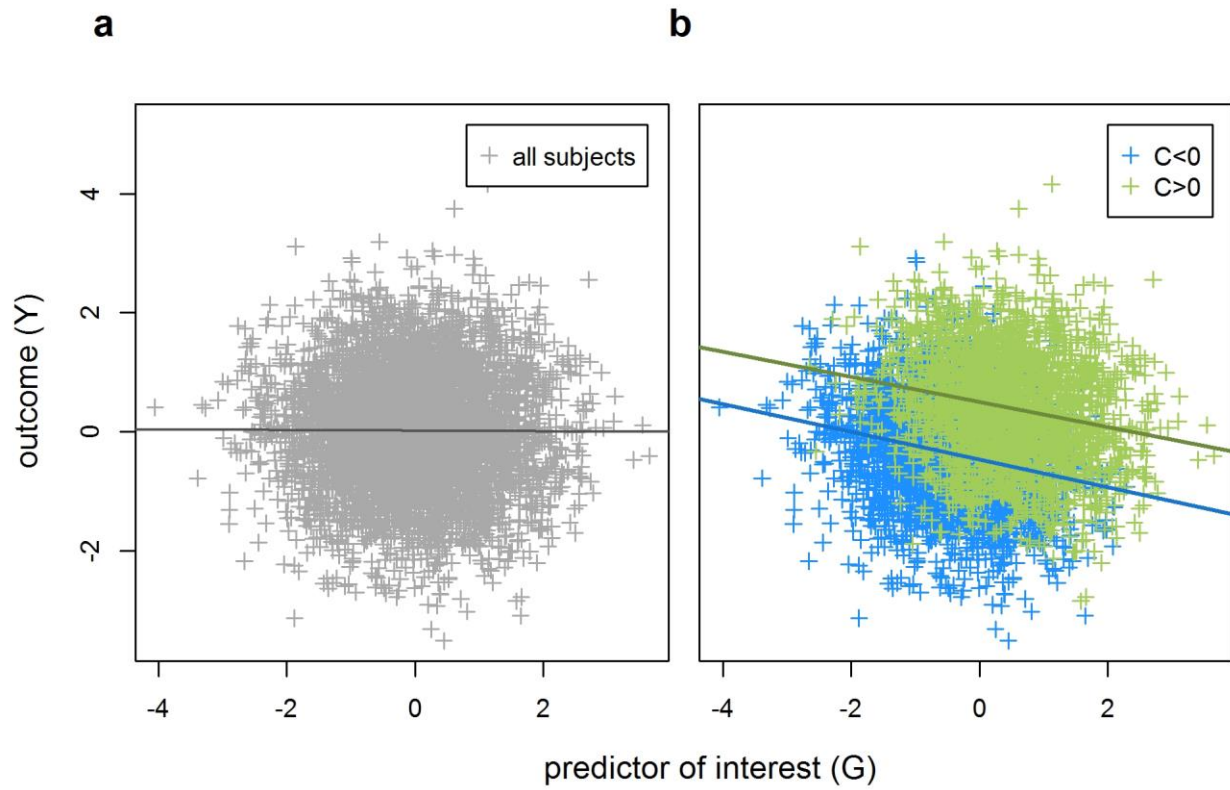 a
b
all subjects
C<0
C>0
outcome (Y)
4
2
0
-2
-4
-2
0
2
-4
-2
0
2
predictor of interest (G)